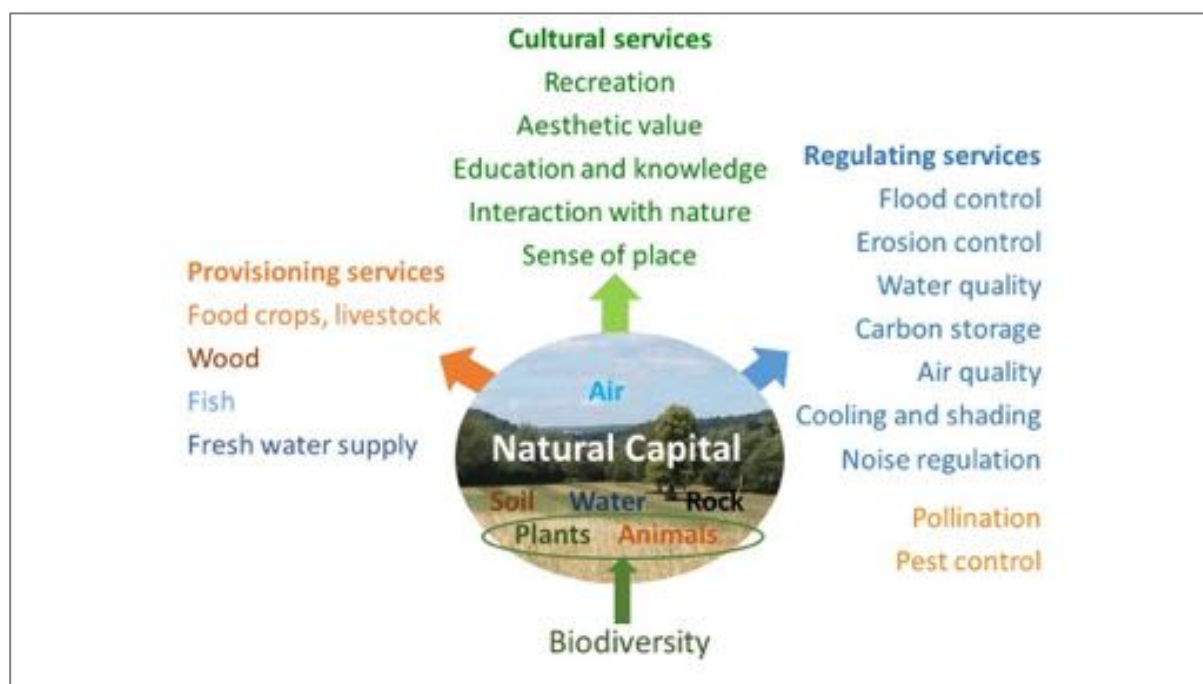 Cultural services
Recreation
Aesthetic value
Education and knowledge
Interaction with nature
Sense of place
Regulating services
Flood control
Erosion control
Water quality
Carbon storage
Air quality
Cooling and shading
Noise regulation
Pollination
Pest control
Provisioning services
Food crops, livestock
Wood
Fish
Fresh water supply
Air
Natural Capital
Soil Water Rock
Plants Animals
Biodiversity